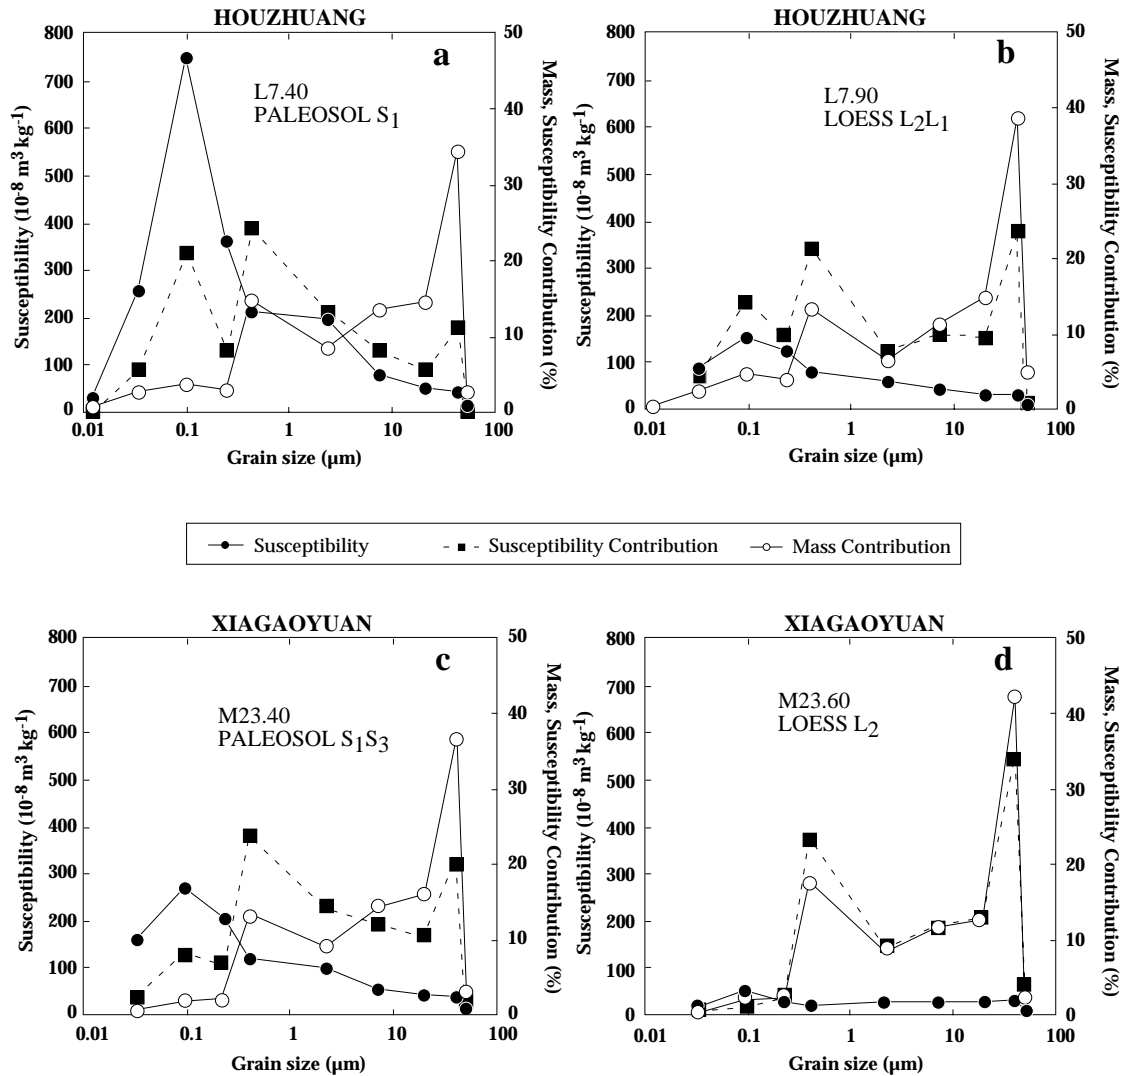 HOUZHUANG
a
L7.40
PALEOSOL S1
Susceptibility (10-8 m3 kg-1)
800
700
600
500
400
300
200
100
0
Mass, Susceptibility Contribution (%)
50
40
30
20
10
0
0.01 0.1 1 10 100
Grain size (µm)
HOUZHUANG
b
L7.90
LOESS L2L1
Susceptibility (10-8 m3 kg-1)
800
700
600
500
400
300
200
100
0
Mass, Susceptibility Contribution (%)
50
40
30
20
10
0
0.01 0.1 1 10 100
Grain size (µm)
Susceptibility Susceptibility Contribution Mass Contribution
XIAGAOYUAN
c
M23.40
PALEOSOL S1S3
Susceptibility (10-8 m3 kg-1)
800
700
600
500
400
300
200
100
0
Mass, Susceptibility Contribution (%)
50
40
30
20
10
0
0.01 0.1 1 10 100
Grain size (µm)
XIAGAOYUAN
d
M23.60
LOESS L2
Susceptibility (10-8 m3 kg-1)
800
700
600
500
400
300
200
100
0
Mass, Susceptibility Contribution (%)
50
40
30
20
10
0
0.01 0.1 1 10 100
Grain size (µm)